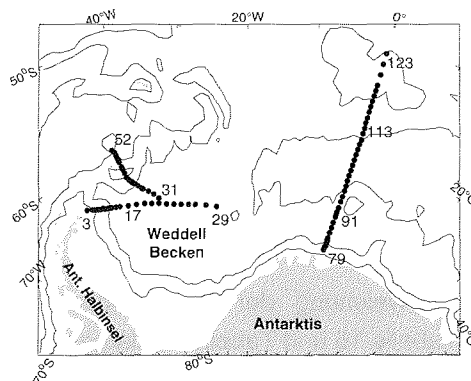 40°W
20°W
0°
50°S
123
113
52
31
20°W
60°S
3
17
29
91
Weddell
Becken
79
70°W
Ant. Halbinsel
Antarktis
40°C
70°S
80°S